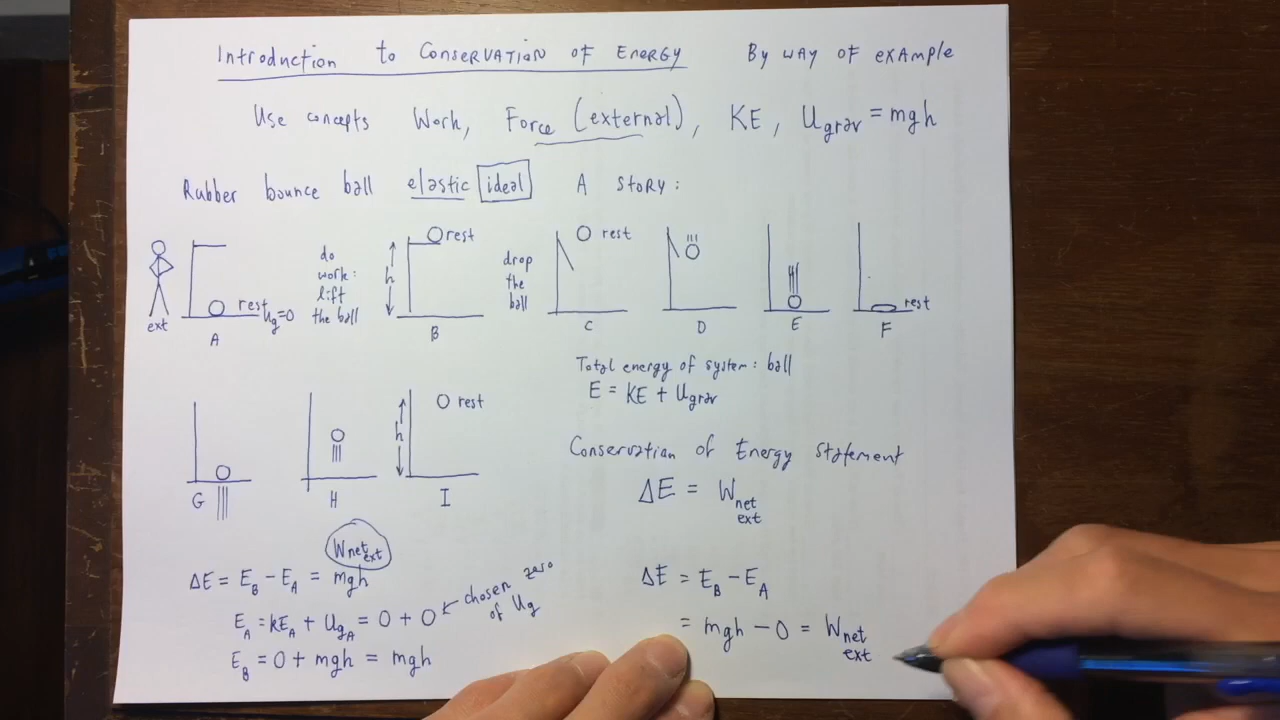 Introduction to Conservation of Energy By way of example
Use concepts Work, Force (external), KE, Ugrav = mgh
Rubber bounce ball elastic ideal A story:
ext
rest
Ug=0
A
do
work:
lift
the ball
h
rest
B
drop
the
ball
rest
C
D
E
rest
F
Total energy of system: ball
E = KE + Ugrav
G
H
h
rest
I
Conservation of Energy Statement
ΔE = Wnet
ext
Wnet ext
ΔE = EB - EA = mgh
EA = KEA + UgA = 0 + 0
chosen zero
of Ug
EB = 0 + mgh = mgh
ΔE = EB - EA
= mgh - 0 = Wnet
ext